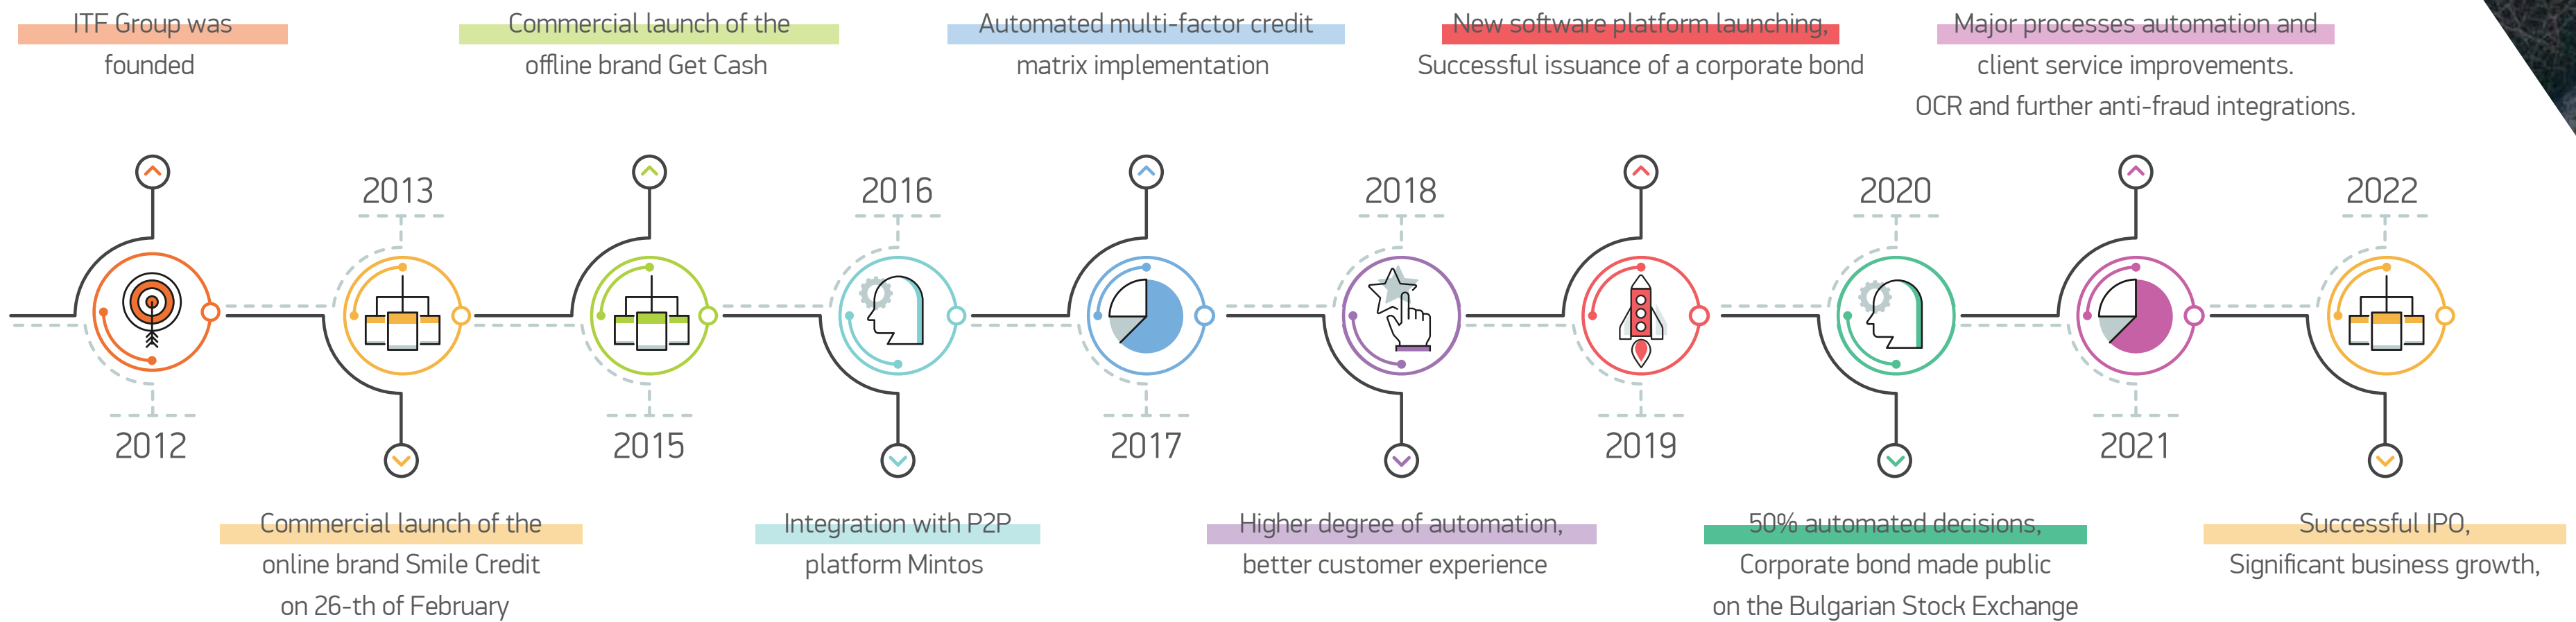 ITF Group was
founded
Commercial launch of the
offline brand Get Cash
Automated multi-factor credit
matrix implementation
New software platform launching,
Successful issuance of a corporate bond
Major processes automation and
client service improvements.
OCR and further anti-fraud integrations.
2013
2016
2018
2020
2022
2012
2015
2017
2019
2021
Commercial launch of the
online brand Smile Credit
on 26-th of February
Integration with P2P
platform Mintos
Higher degree of automation,
better customer experience
50% automated decisions,
Corporate bond made public
on the Bulgarian Stock Exchange
Successful IPO,
Significant business growth,